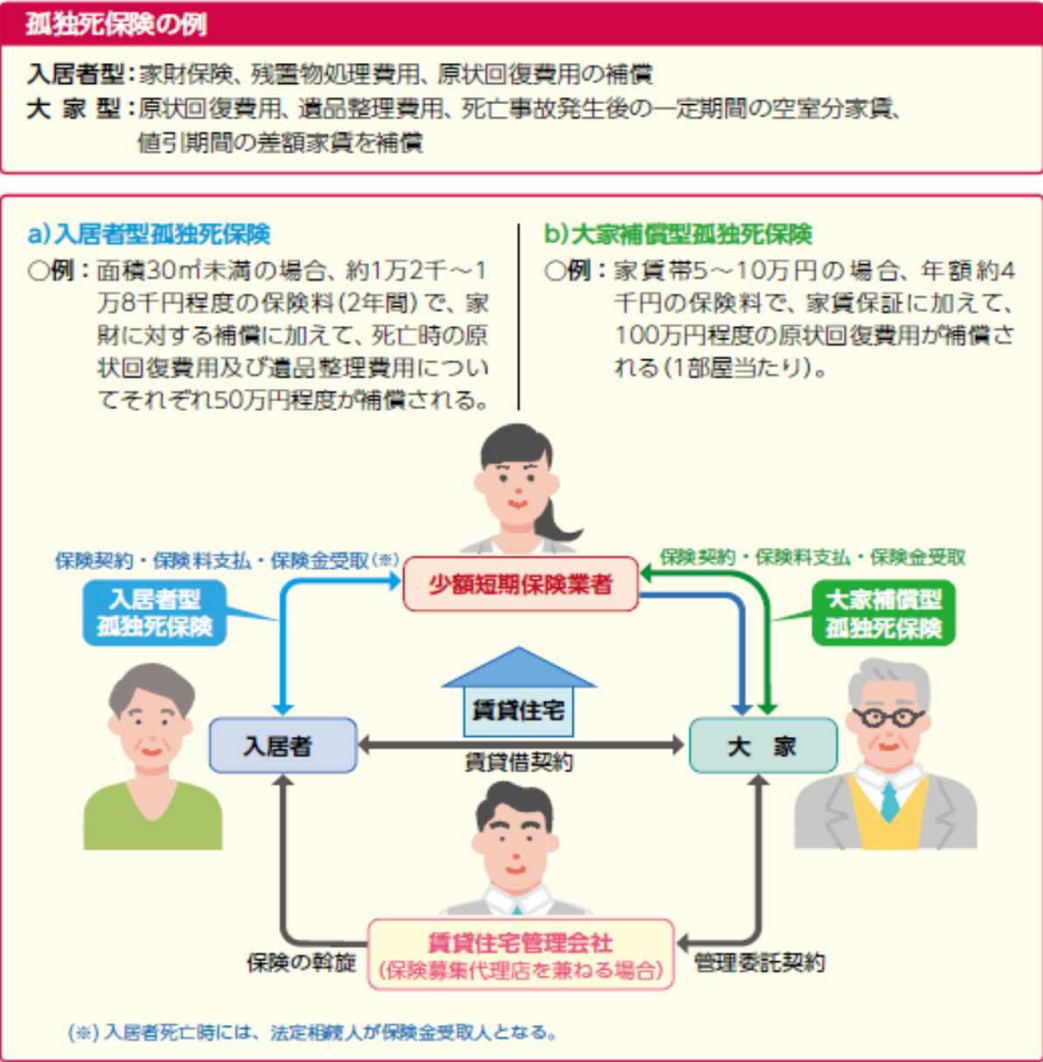 孤独死保険の例
入居者型：家財保険、残置物処理費用、原状回復費用の補償
大 家 型：原状回復費用、遺品整理費用、死亡事故発生後の一定期間の空室分家賃、
値引期間の差額家賃を補償
a)入居者型孤独死保険
○例：面積30㎡未満の場合、約1万2千～1
万8千円程度の保険料(2年間)で、家
財に対する補償に加えて、死亡時の原
状回復費用及び遺品整理費用につい
てそれぞれ50万円程度が補償される。
b)大家補償型孤独死保険
○例：家賃帯5～10万円の場合、年額約4
千円の保険料で、家賃保証に加えて、
100万円程度の原状回復費用が補償さ
れる(1部屋当たり)。
保険契約・保険料支払・保険金受取(※)
保険契約・保険料支払・保険金受取
少額短期保険業者
入居者型
孤独死保険
大家補償型
孤独死保険
賃貸住宅
入居者
大　家
賃貸借契約
賃貸住宅管理会社
(保険募集代理店を兼ねる場合)
保険の斡旋
管理委託契約
(※)入居者死亡時には、法定相続人が保険金受取人となる。